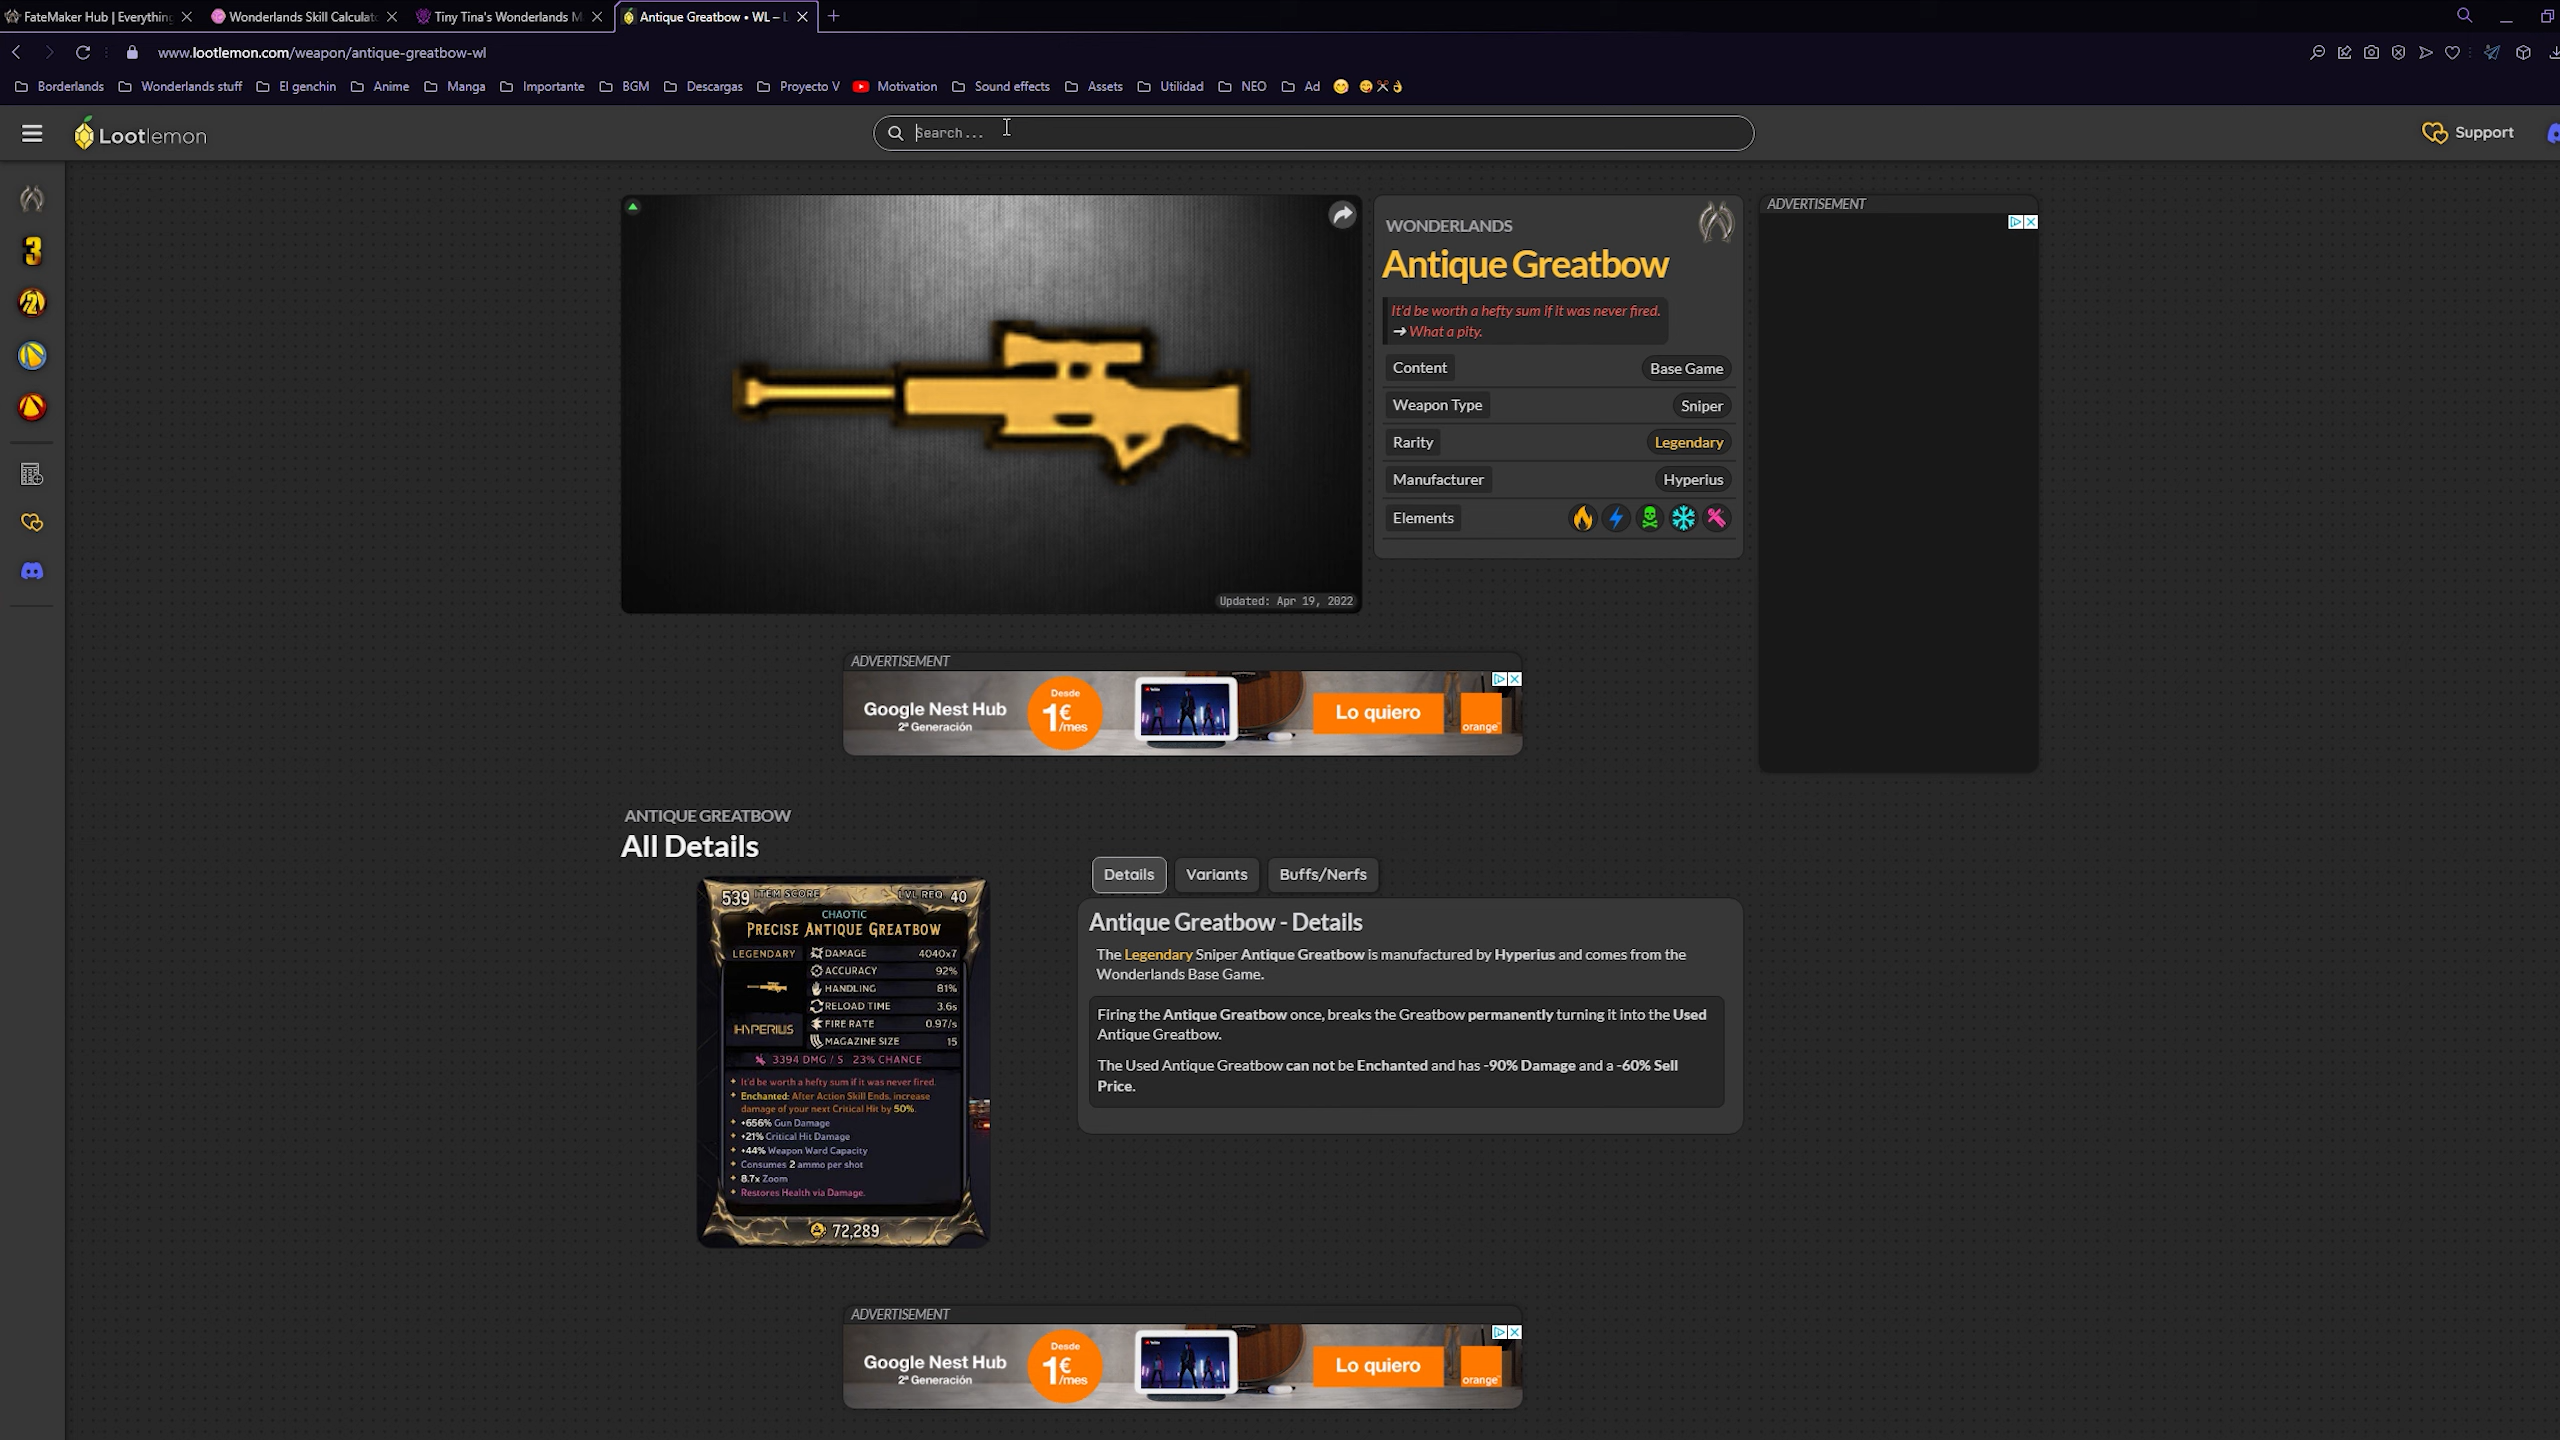 FateMaker Hub | Everything
Wonderlands Skill Calculat
Tiny Tina's Wonderlands M
Antique Greatbow • WL – L
www.lootlemon.com/weapon/antique-greatbow-wl
Borderlands
Wonderlands stuff
El genchin
Anime
Manga
Importante
BGM
Descargas
Proyecto V
Motivation
Sound effects
Assets
Utilidad
NEO
Ad
Lootlemon
Search...
Support
WONDERLANDS
Antique Greatbow
It'd be worth a hefty sum if it was never fired.
➔ What a pity.
Content
Base Game
Weapon Type
Sniper
Rarity
Legendary
Manufacturer
Hyperius
Elements
Updated: Apr 19, 2022
ADVERTISEMENT
ADVERTISEMENT
Google Nest Hub
2ª Generación
Desde
1€
/mes
Lo quiero
orange
ANTIQUE GREATBOW
All Details
539 ITEM SCORE
LVL REQ 40
CHAOTIC
PRECISE ANTIQUE GREATBOW
LEGENDARY
DAMAGE 4040x7
ACCURACY 92%
HANDLING 81%
RELOAD TIME 3.6s
HYPERIUS
FIRE RATE 0.97/s
MAGAZINE SIZE 15
3394 DMG / S 23% CHANCE
It'd be worth a hefty sum if it was never fired.
Enchanted: After Action Skill Ends, increase
damage of your next Critical Hit by 50%.
+656% Gun Damage
+21% Critical Hit Damage
+44% Weapon Ward Capacity
Consumes 2 ammo per shot
8.7x Zoom
Restores Health via Damage.
72,289
Details
Variants
Buffs/Nerfs
Antique Greatbow - Details
The Legendary Sniper Antique Greatbow is manufactured by Hyperius and comes from the
Wonderlands Base Game.
Firing the Antique Greatbow once, breaks the Greatbow permanently turning it into the Used
Antique Greatbow.
The Used Antique Greatbow can not be Enchanted and has -90% Damage and a -60% Sell
Price.
ADVERTISEMENT
Google Nest Hub
2ª Generación
Desde
1€
/mes
Lo quiero
orange